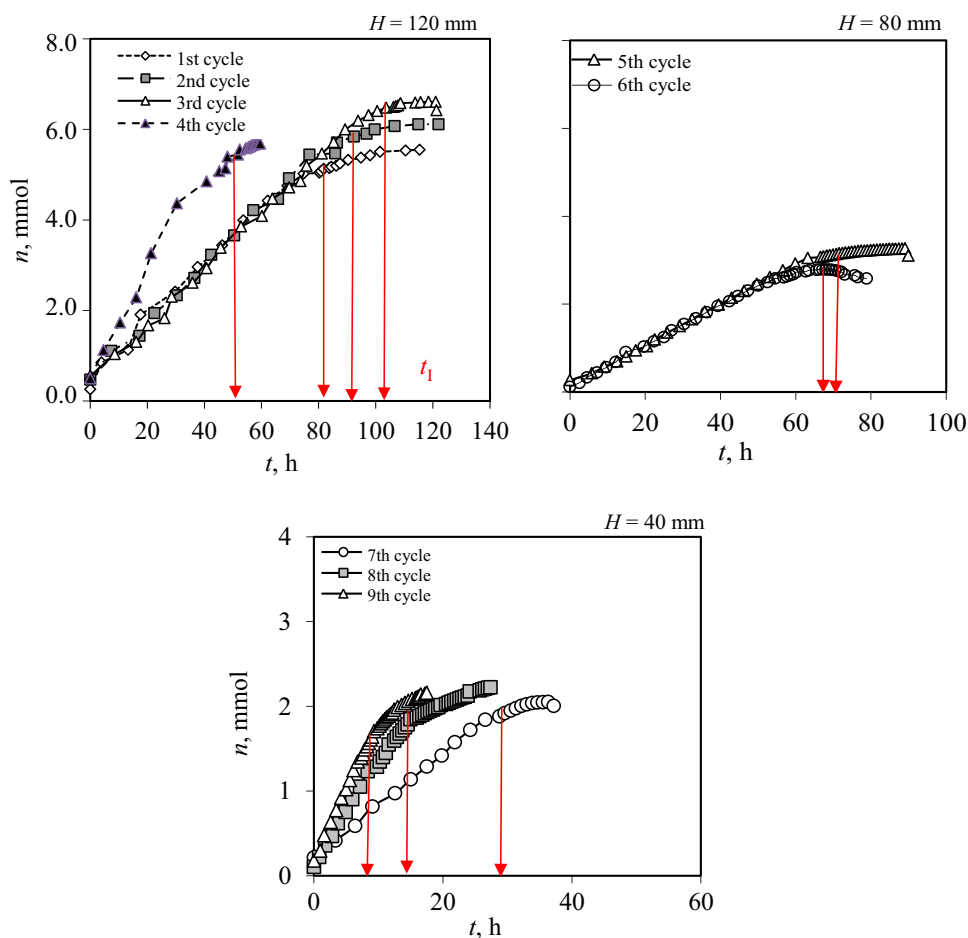 H = 120 mm
8.0
6.0
4.0
2.0
0.0
1st cycle
2nd cycle
3rd cycle
4th cycle
n, mmol
tI
0 20 40 60 80 100 120 140
t, h
H = 80 mm
5th cycle
6th cycle
0 20 40 60 80 100
t, h
H = 40 mm
4
3
2
1
0
7th cycle
8th cycle
9th cycle
n, mmol
0 20 40 60
t, h